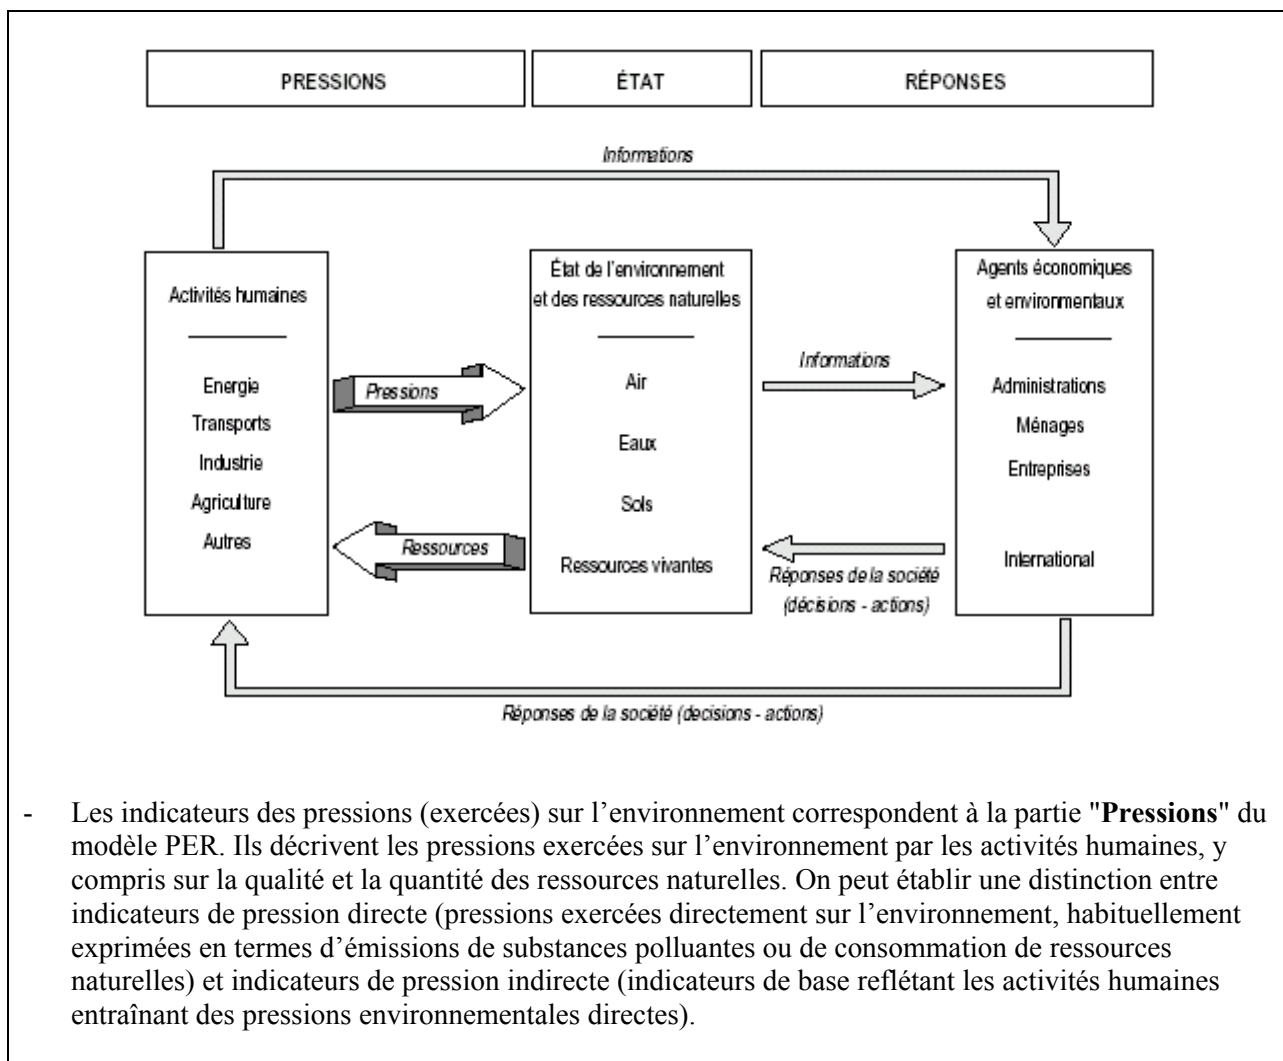 PRESSIONS
ÉTAT
RÉPONSES
Informations
Activités humaines
Energie
Transports
Industrie
Agriculture
Autres
Pressions
Ressources
État de l'environnement
et des ressources naturelles
Air
Eaux
Sols
Ressources vivantes
Informations
Réponses de la société
(décisions - actions)
Agents économiques
et environmentaux
Administrations
Ménages
Entreprises
International
Réponses de la société (decisions - actions)
- Les indicateurs des pressions (exercées) sur l'environnement correspondent à la partie "Pressions" du
modèle PER. Ils décrivent les pressions exercées sur l'environnement par les activités humaines, y
compris sur la qualité et la quantité des ressources naturelles. On peut établir une distinction entre
indicateurs de pression directe (pressions exercées directement sur l'environnement, habituellement
exprimées en termes d'émissions de substances polluantes ou de consommation de ressources
naturelles) et indicateurs de pression indirecte (indicateurs de base reflétant les activités humaines
entraînant des pressions environnementales directes).